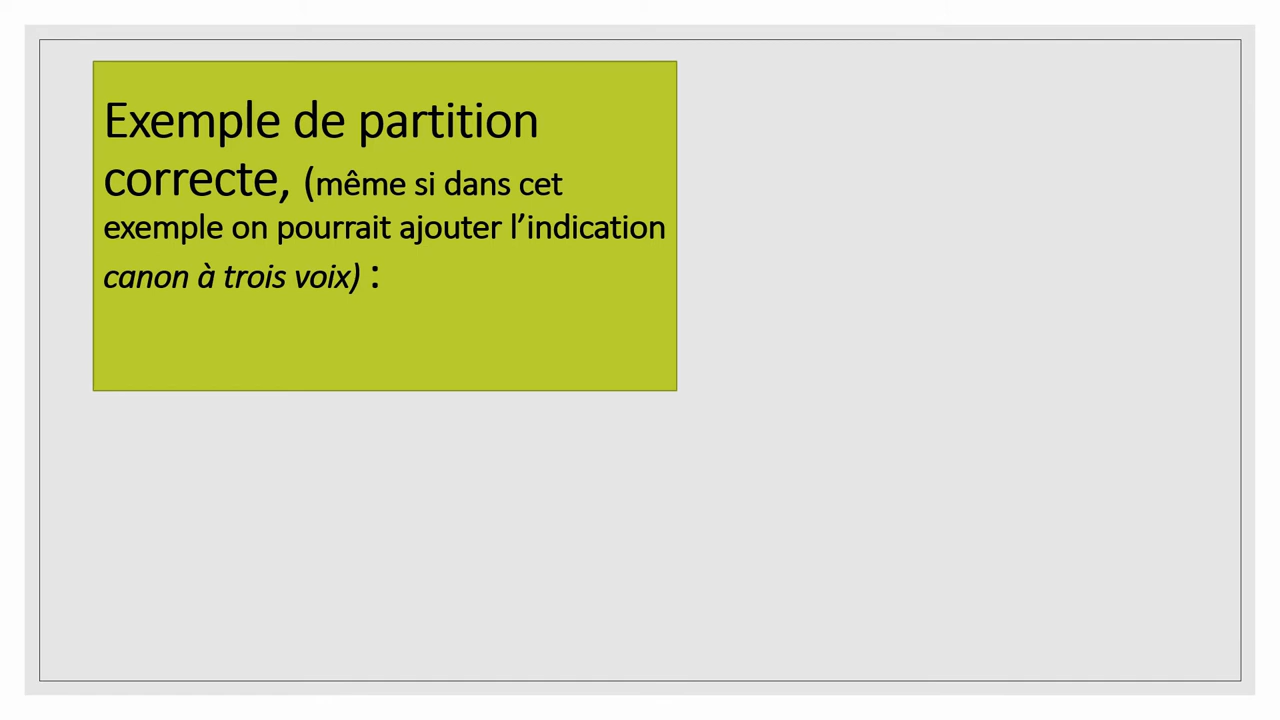 Exemple de partition
correcte, (même si dans cet
exemple on pourrait ajouter l’indication
canon à trois voix) :